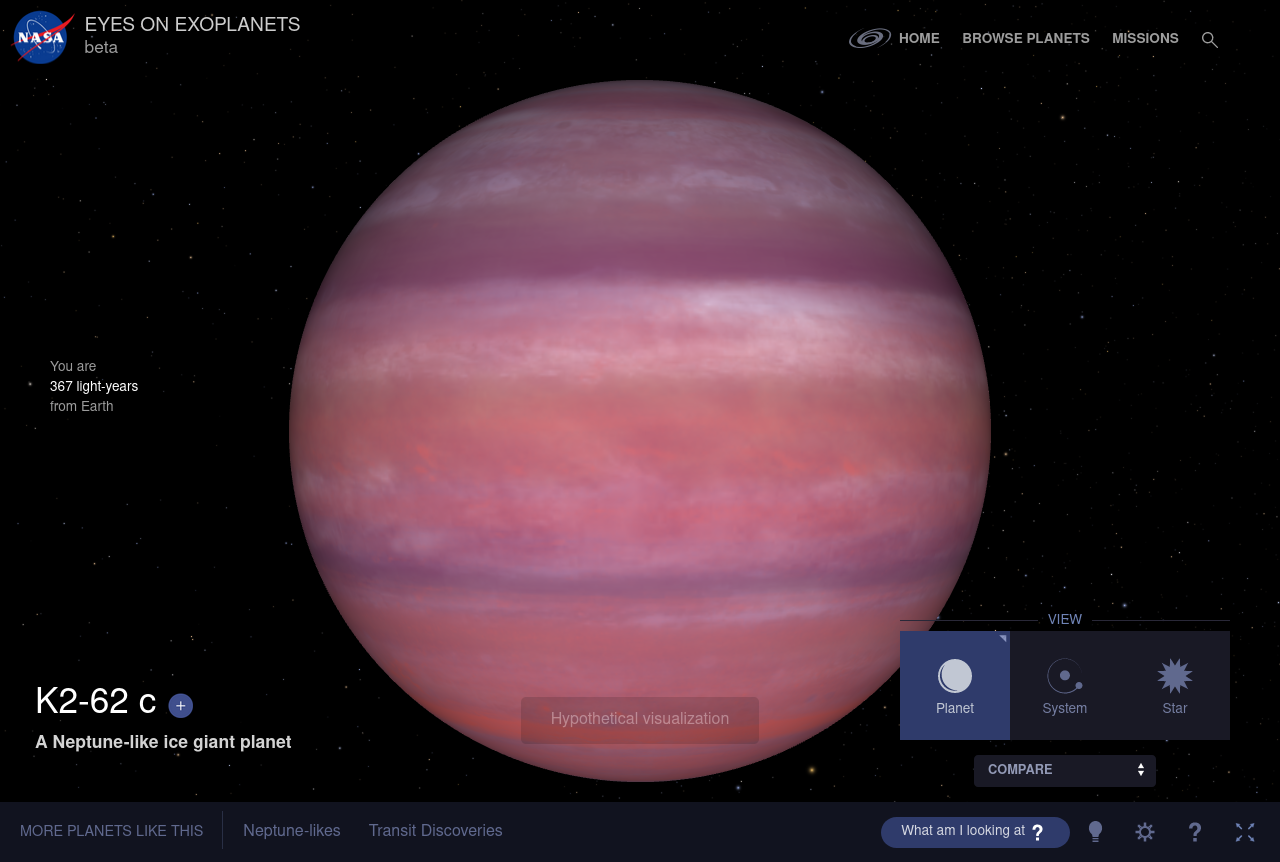 NASA
EYES ON EXOPLANETS
beta
HOME
BROWSE PLANETS
MISSIONS
You are
367 light-years
from Earth
K2-62 c +
A Neptune-like ice giant planet
Hypothetical visualization
VIEW
Planet
System
Star
COMPARE
MORE PLANETS LIKE THIS
Neptune-likes
Transit Discoveries
What am I looking at ?
?